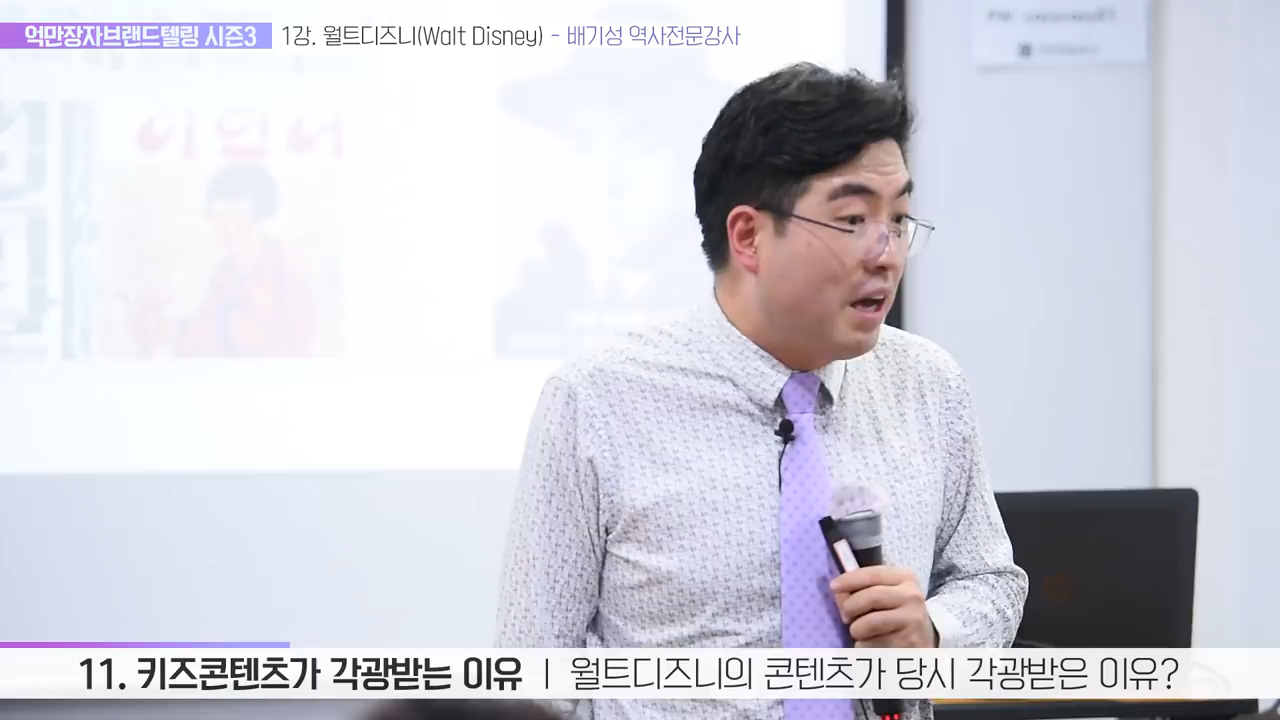 억만장자브랜드텔링 시즌3 1강. 월트디즈니(Walt Disney) - 배기성 역사전문강사
11. 키즈콘텐츠가 각광받는 이유 | 월트디즈니의 콘텐츠가 당시 각광받은 이유?